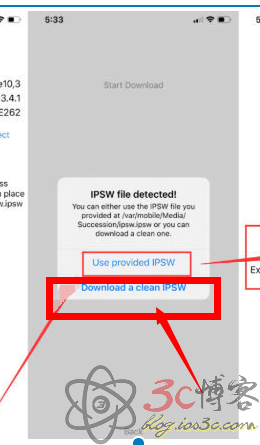 5:33
5
e10,3
3.4.1
E262
ect
ss
n place
w.ipsw
Start Download
IPSW file detected!
You can either use the IPSW file you
provided at /var/mobile/Media/
Succession/ipsw.ipsw or you can
download a clean one.
Use provided IPSW
Download a clean IPSW
Ex
3c博客
blog.ios3c.com
Back